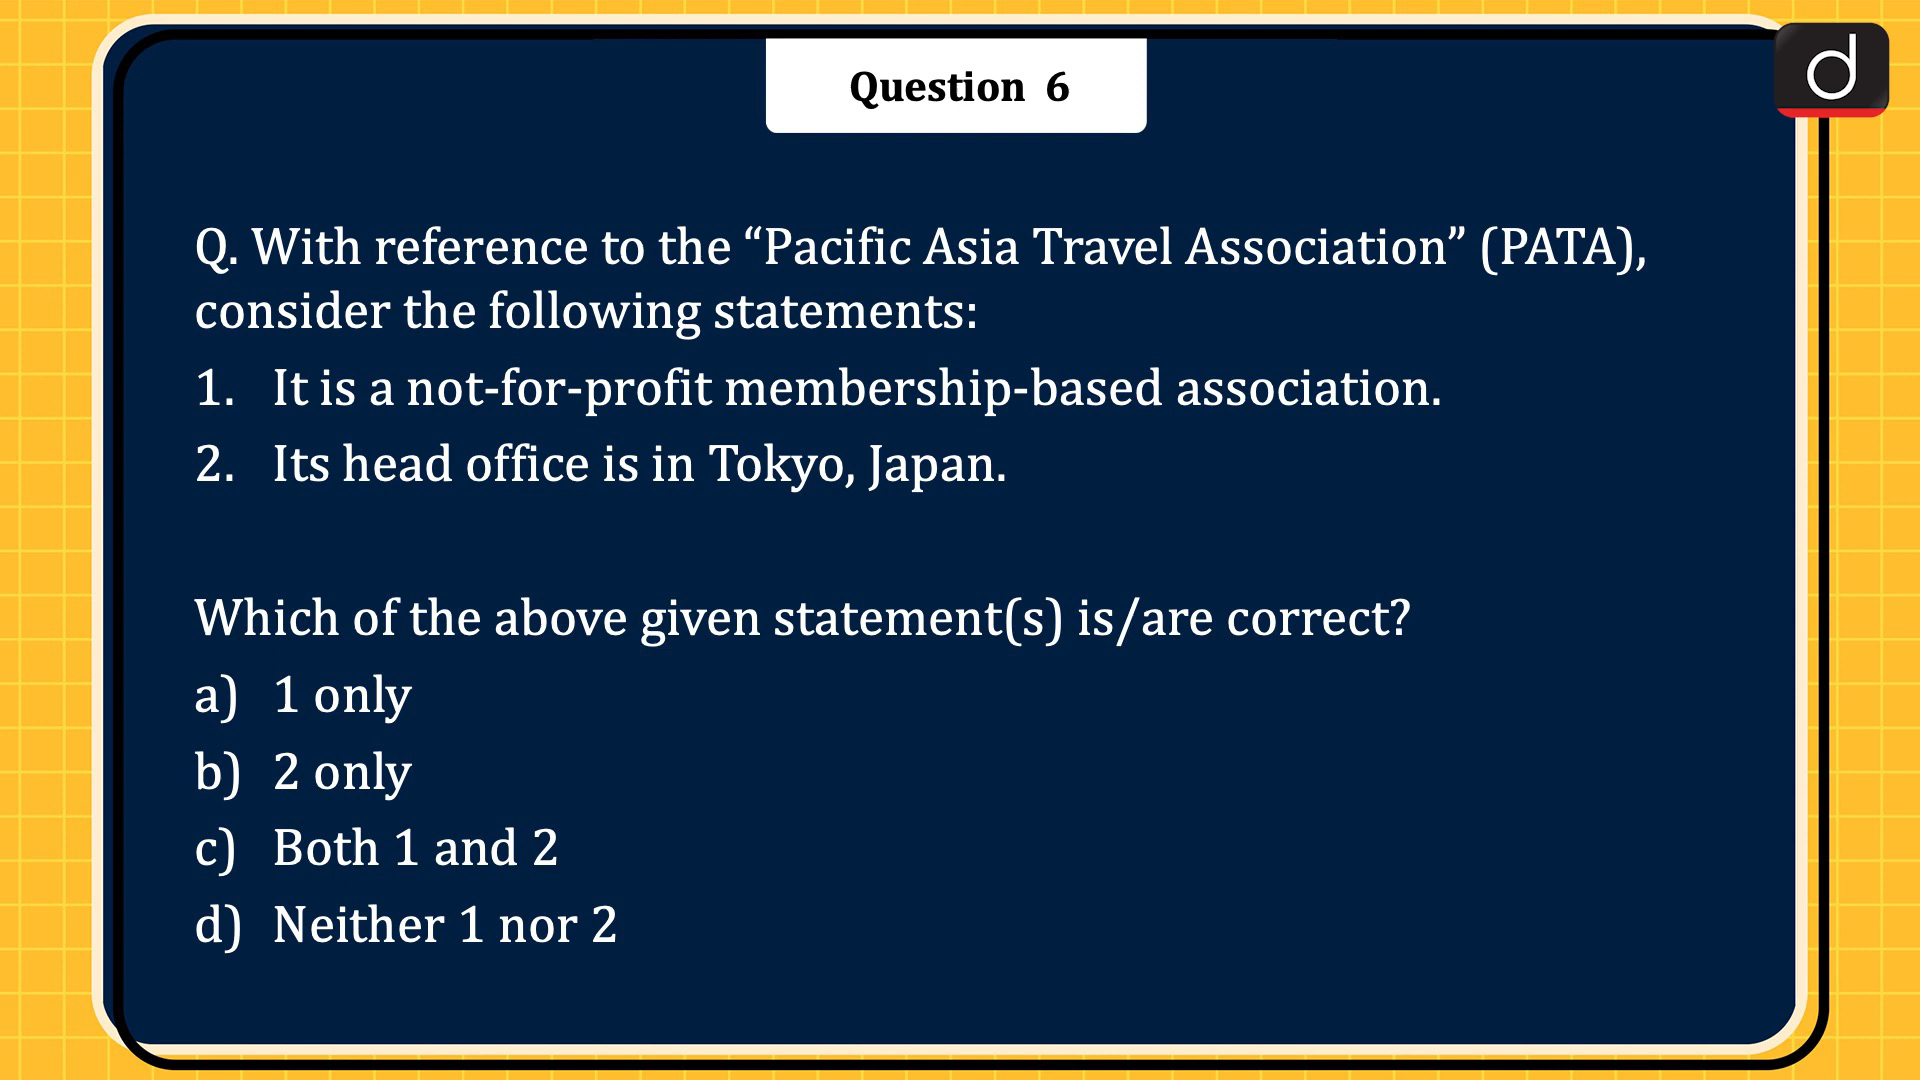 Question 6
d
Q. With reference to the “Pacific Asia Travel Association” (PATA),
consider the following statements:
1. It is a not-for-profit membership-based association.
2. Its head office is in Tokyo, Japan.
Which of the above given statement(s) is/are correct?
a) 1 only
b) 2 only
c) Both 1 and 2
d) Neither 1 nor 2